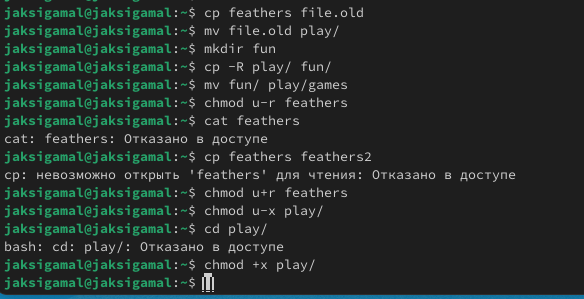 jaksigamal@jaksigamal:~$ cp feathers file.old
jaksigamal@jaksigamal:~$ mv file.old play/
jaksigamal@jaksigamal:~$ mkdir fun
jaksigamal@jaksigamal:~$ cp -R play/ fun/
jaksigamal@jaksigamal:~$ mv fun/ play/games
jaksigamal@jaksigamal:~$ chmod u-r feathers
jaksigamal@jaksigamal:~$ cat feathers
cat: feathers: Отказано в доступе
jaksigamal@jaksigamal:~$ cp feathers feathers2
cp: невозможно открыть 'feathers' для чтения: Отказано в доступе
jaksigamal@jaksigamal:~$ chmod u+r feathers
jaksigamal@jaksigamal:~$ chmod u-x play/
jaksigamal@jaksigamal:~$ cd play/
bash: cd: play/: Отказано в доступе
jaksigamal@jaksigamal:~$ chmod +x play/
jaksigamal@jaksigamal:~$